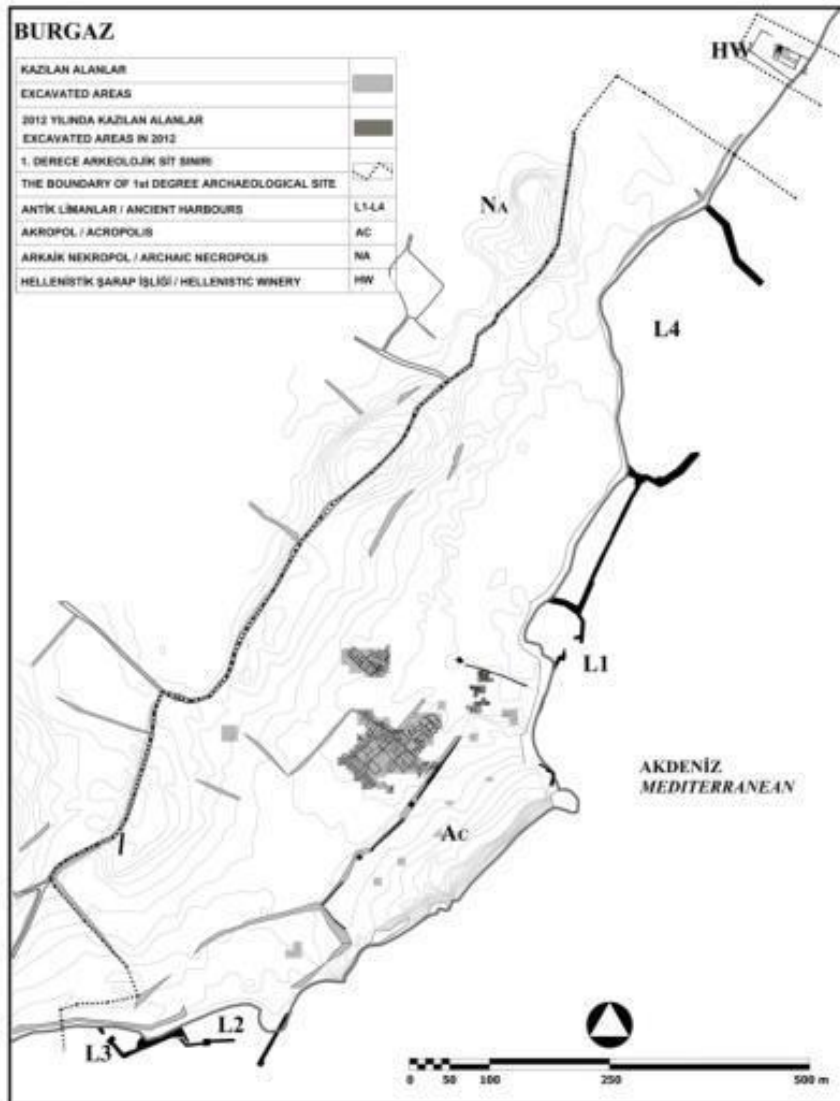 BURGAZ
KAZILAN ALANLAR
EXCAVATED AREAS
2012 YILINDA KAZILAN ALANLAR
EXCAVATED AREAS IN 2012
1. DERECE ARKEOLOJİK SİT SINIRI
THE BOUNDARY OF 1st DEGREE ARCHAEOLOGICAL SITE
ANTİK LİMANLAR / ANCIENT HARBOURS L1-L4
AKROPOL / ACROPOLIS AC
ARKAİK NEKROPOL / ARCHAIC NECROPOLIS NA
HELLENİSTİK ŞARAP İŞLİĞİ / HELLENISTIC WINERY HW
HW
NA
L4
L1
AKDENİZ
MEDITERRANEAN
AC
L2
L3
0 50 100 250 500 m